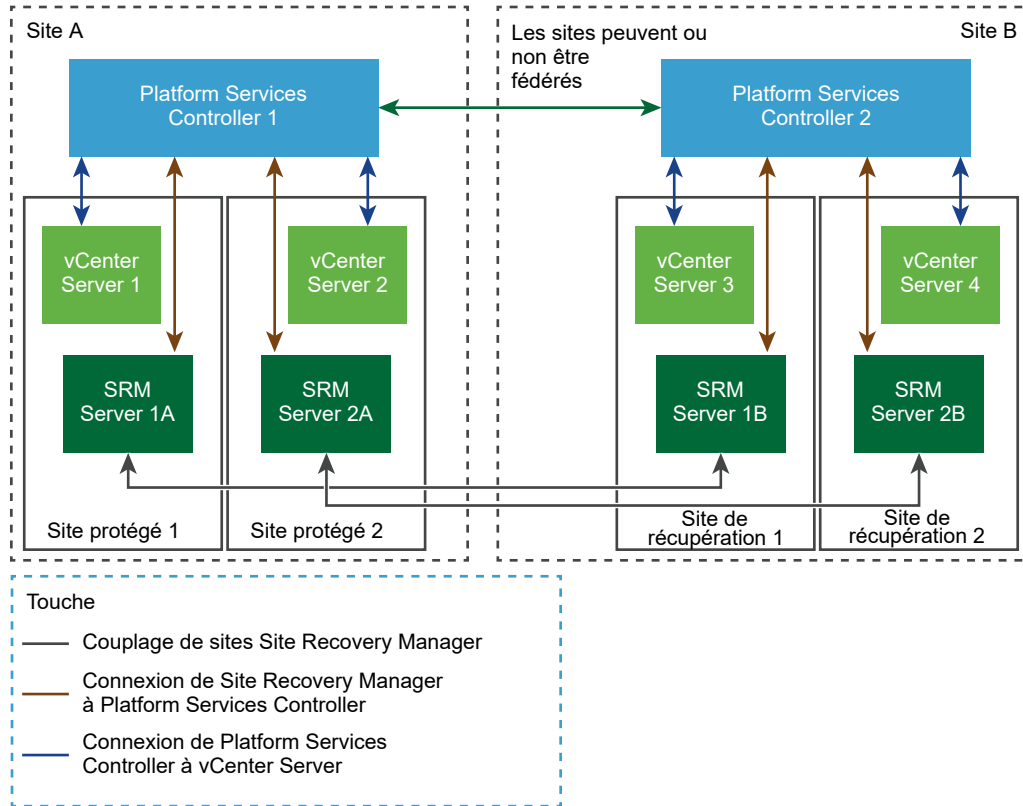 Site A
Les sites peuvent ou
non être
fédérés
Site B
Platform Services
Controller 1
Platform Services
Controller 2
vCenter
Server 1
vCenter
Server 2
vCenter
Server 3
vCenter
Server 4
SRM
Server 1A
SRM
Server 2A
SRM
Server 1B
SRM
Server 2B
Site protégé 1
Site protégé 2
Site de
récupération 1
Site de
récupération 2
Touche
Couplage de sites Site Recovery Manager
Connexion de Site Recovery Manager
à Platform Services Controller
Connexion de Platform Services
Controller à vCenter Server